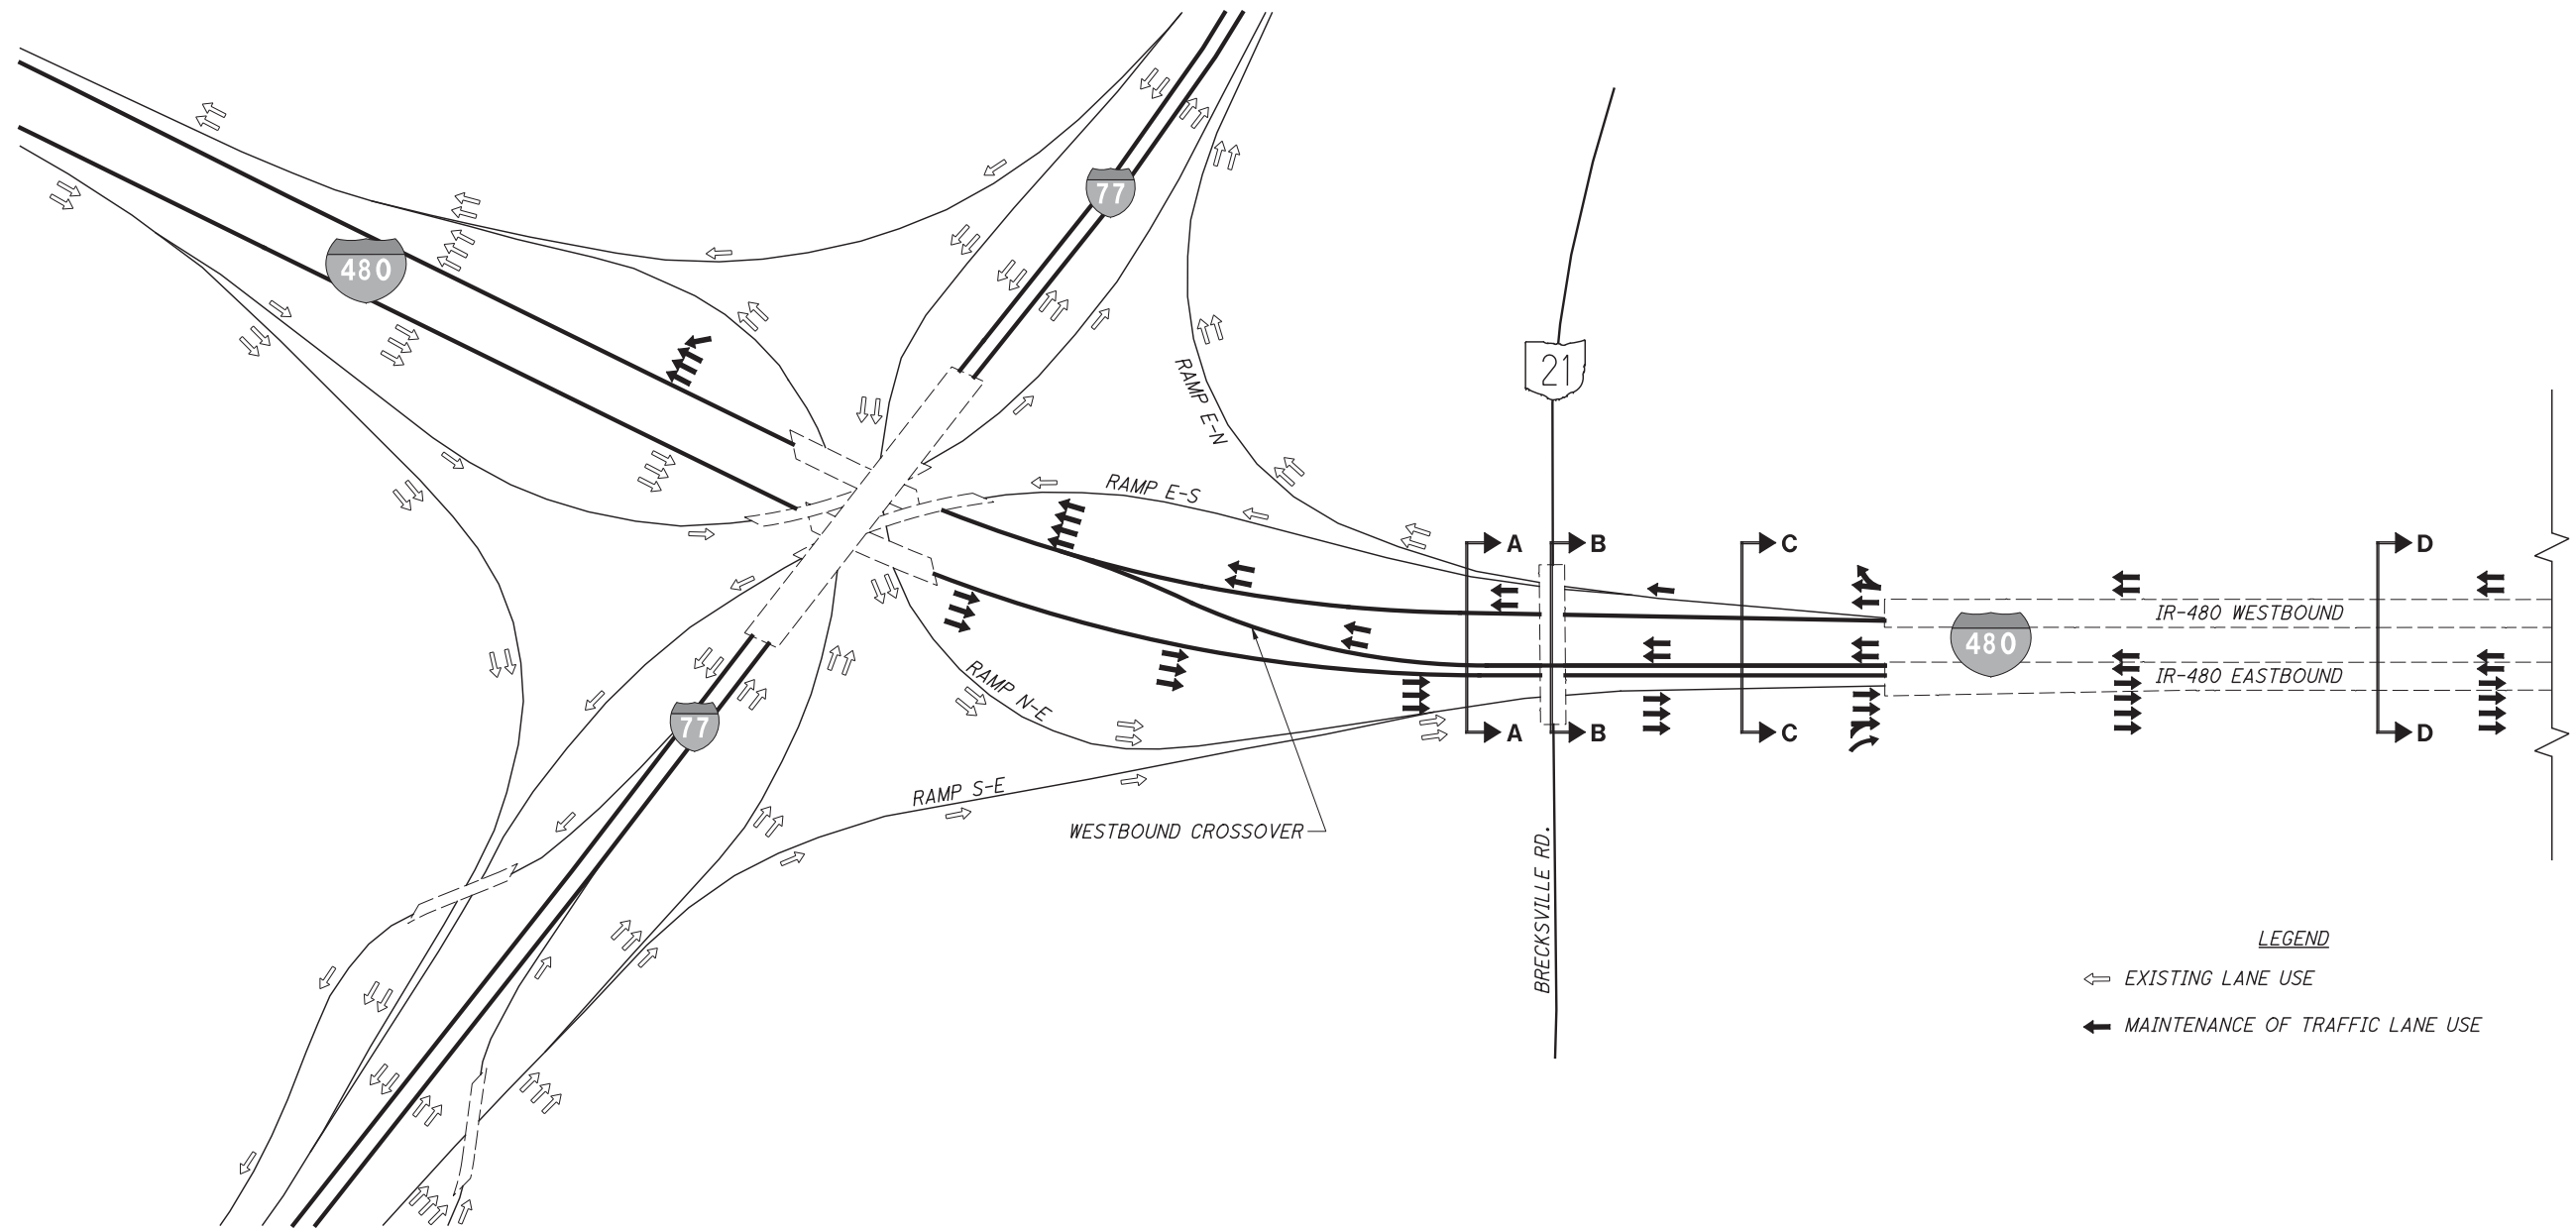 77
480
RAMP E-N
21
RAMP E-S
A
B
C
D
IR-480 WESTBOUND
480
IR-480 EASTBOUND
RAMP N-E
77
A
B
C
D
RAMP S-E
WESTBOUND CROSSOVER
BRECKSVILLE RD.
LEGEND
EXISTING LANE USE
MAINTENANCE OF TRAFFIC LANE USE